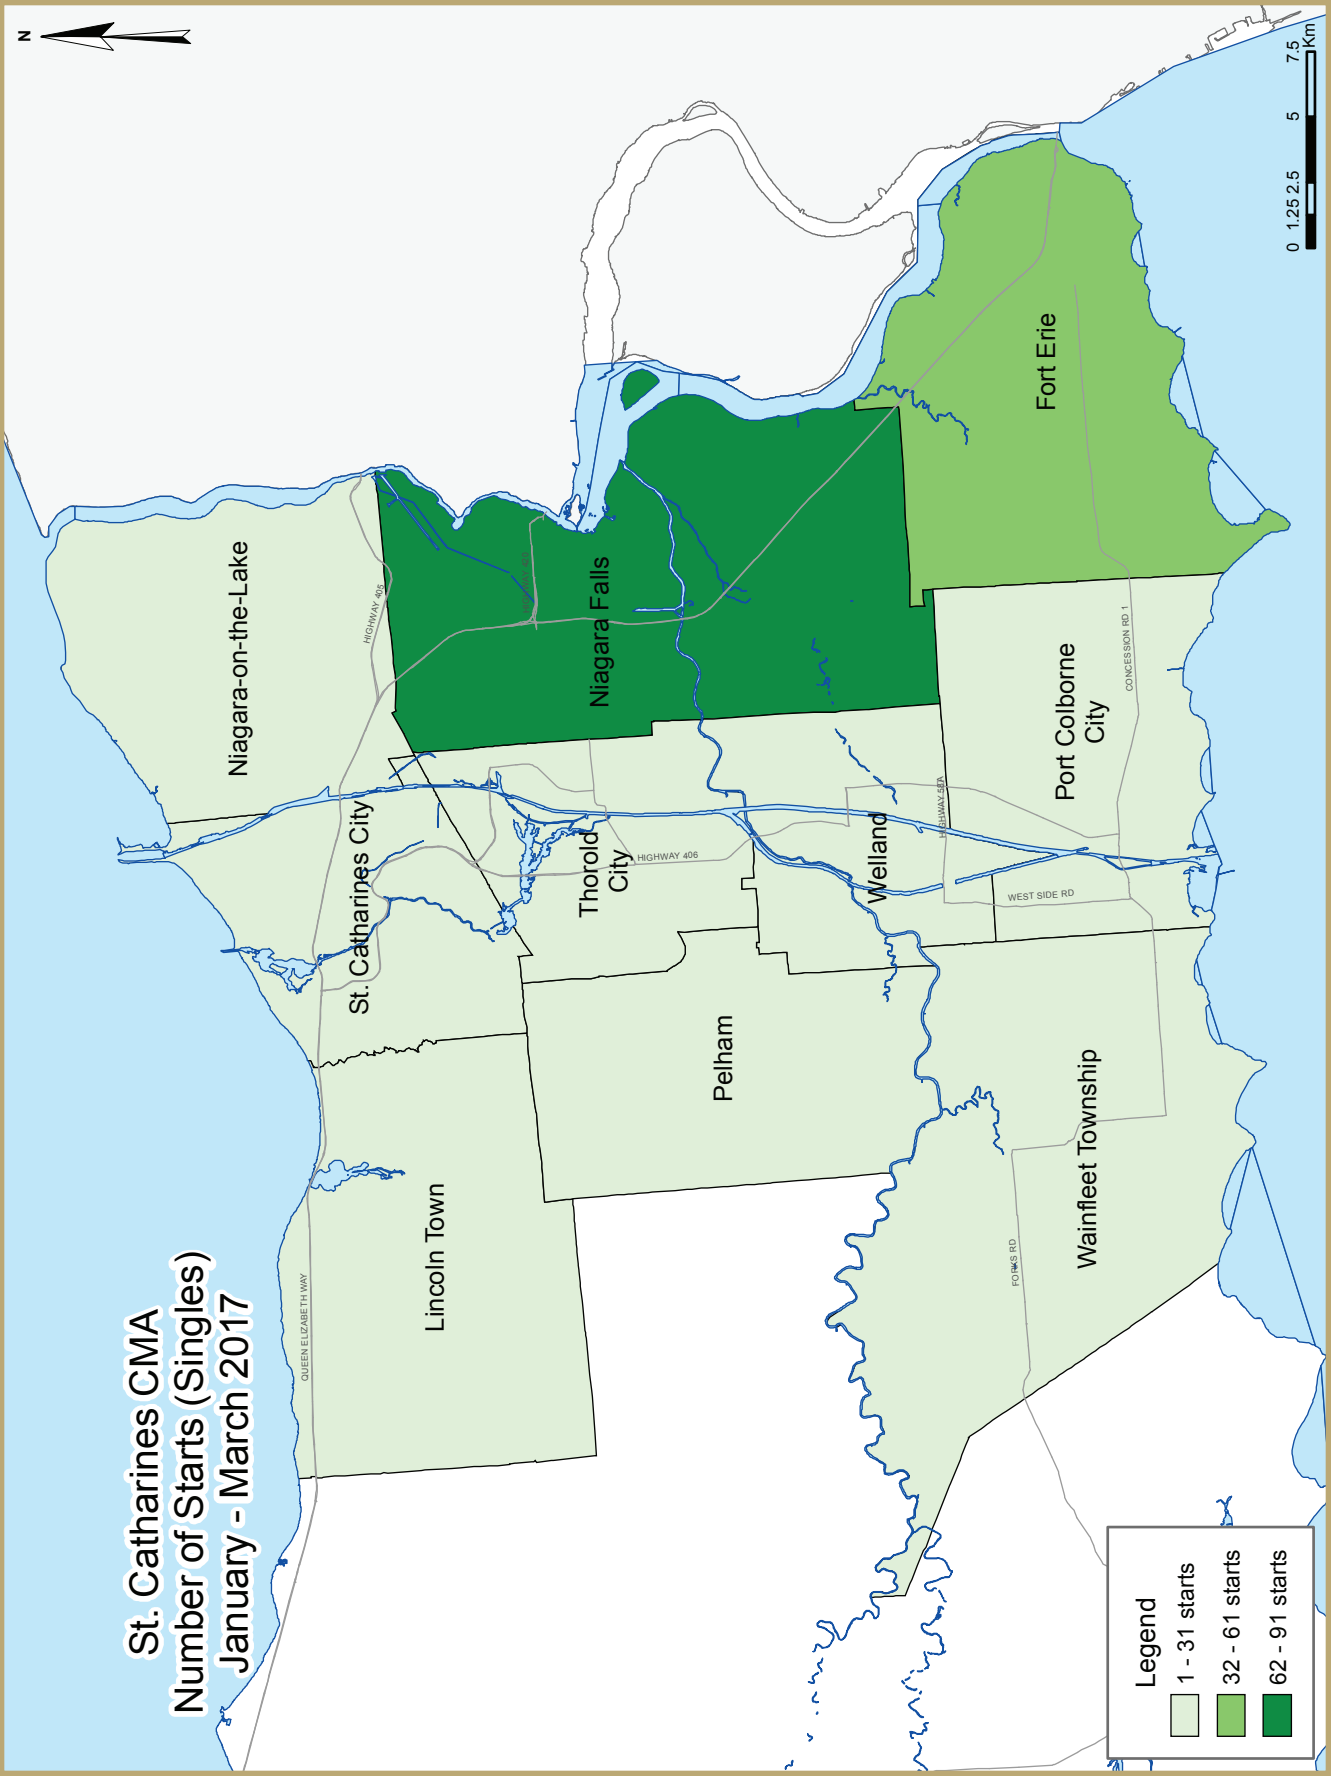 St. Catharines CMA
Number of Starts (Singles)
January - March 2017
N
Niagara-on-the-Lake
HIGHWAY 405
St. Catharines City
QUEEN ELIZABETH WAY
Lincoln Town
HIGHWAY 420
Niagara Falls
Thorold
City
HIGHWAY 406
Pelham
Welland
HIGHWAY 58A
Fort Erie
WEST SIDE RD
FORKS RD
Port Colborne
City
CONCESSION RD 1
Wainfleet Township
Legend
1 - 31 starts
32 - 61 starts
62 - 91 starts
0 1.25 2.5 5 7.5
Km